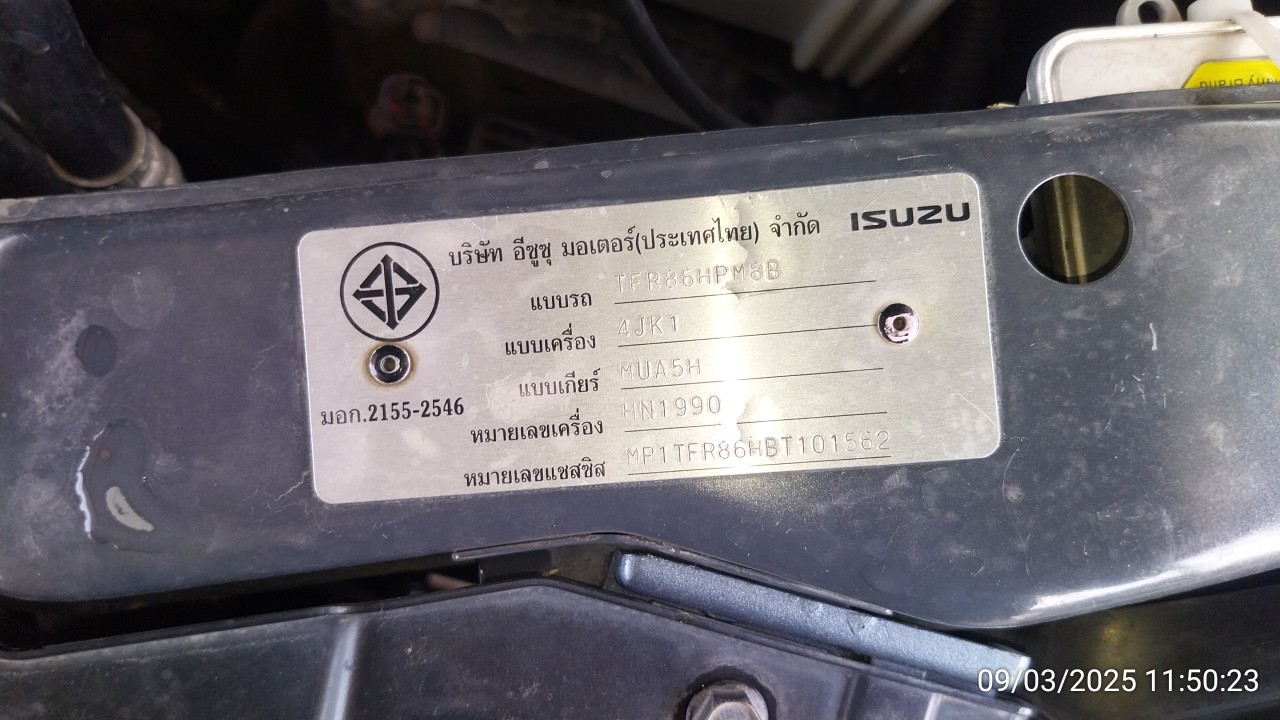 บริษัท อีซูซุ มอเตอร์(ประเทศไทย) จำกัด ISUZU
แบบรถ TFR86HPM8B
แบบเครื่อง 4JK1
แบบเกียร์ MUA5H
มอก.2155-2546
หมายเลขเครื่อง HN1990
หมายเลขแชสซิส MP1TFR86HBT101562
Brand
09/03/2025 11:50:23